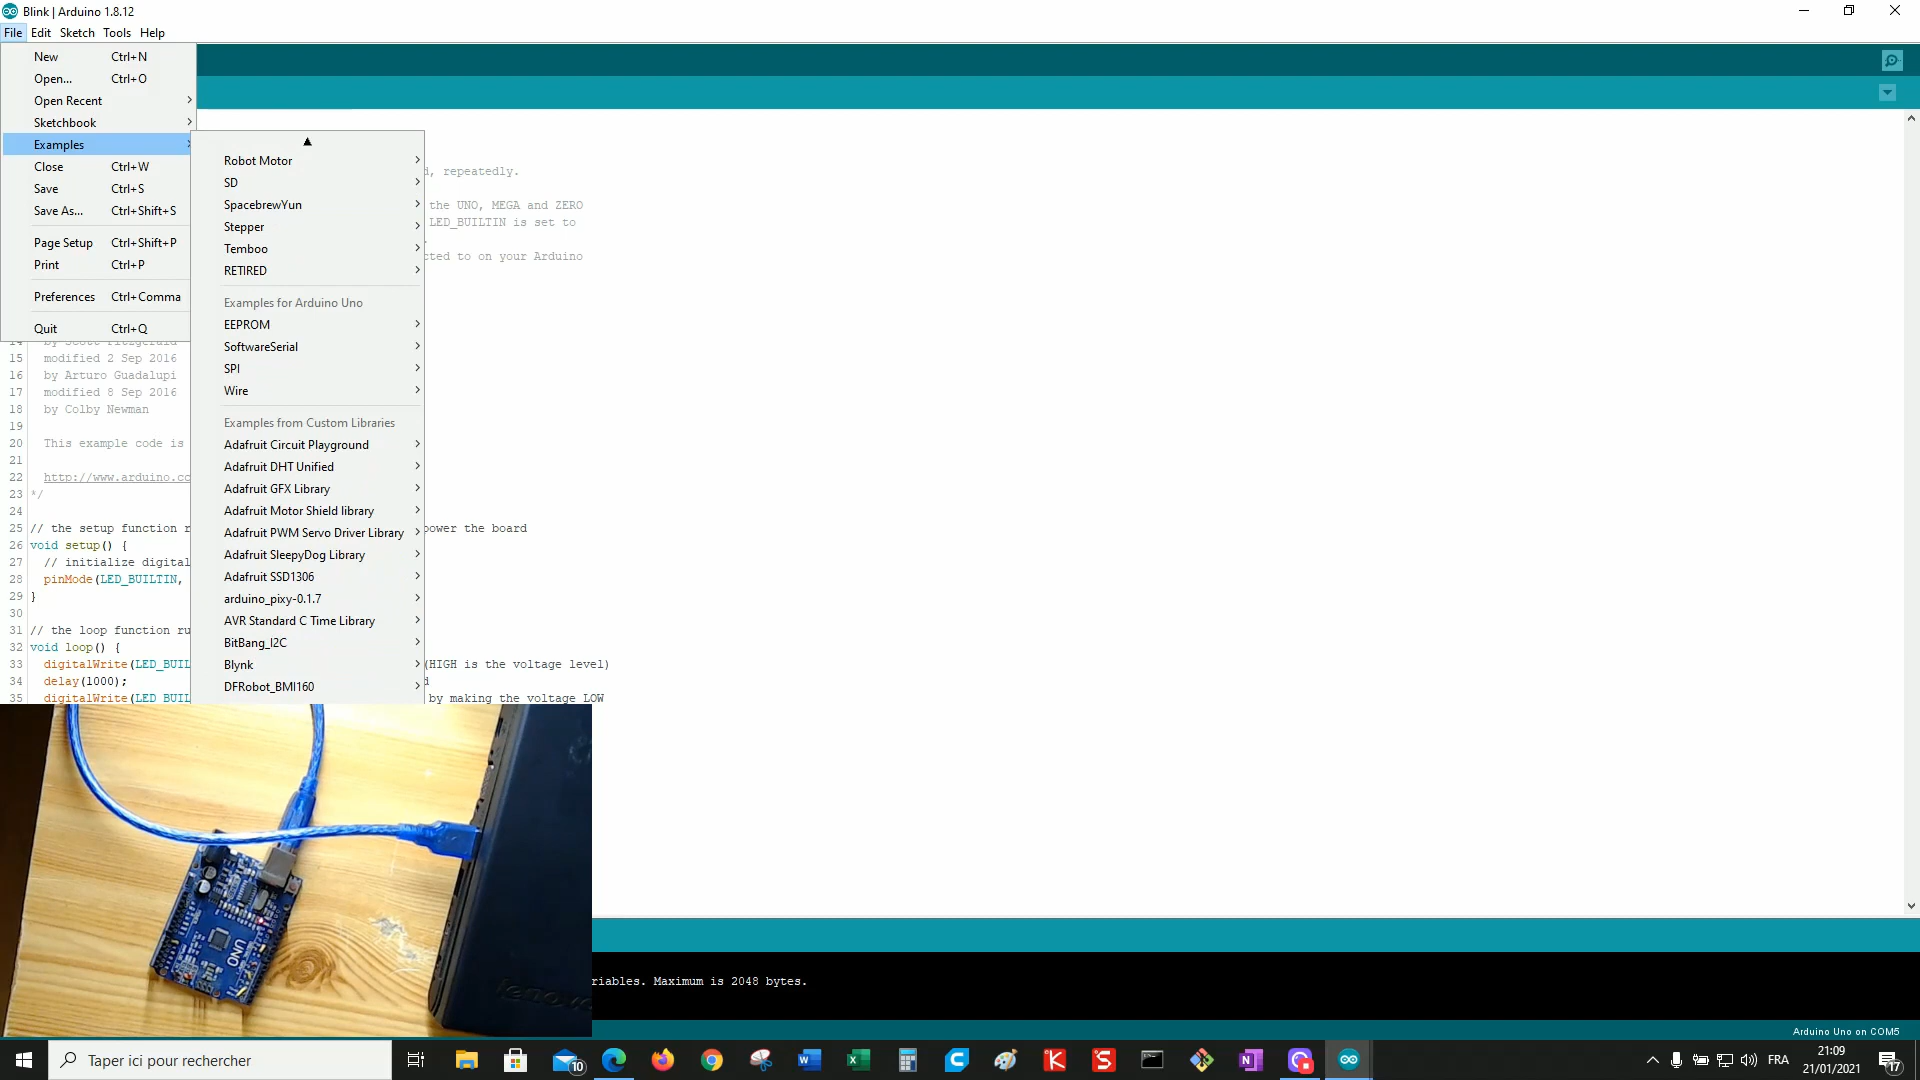 Blink | Arduino 1.8.12
File Edit Sketch Tools Help
New Ctrl+N
Open... Ctrl+O
Open Recent
Sketchbook
Examples
Close Ctrl+W
Save Ctrl+S
Save As... Ctrl+Shift+S
Page Setup Ctrl+Shift+P
Print Ctrl+P
Preferences Ctrl+Comma
Quit Ctrl+Q
Robot Motor
SD
SpacebrewYun
Stepper
Temboo
RETIRED
Examples for Arduino Uno
EEPROM
SoftwareSerial
SPI
Wire
Examples from Custom Libraries
Adafruit Circuit Playground
Adafruit DHT Unified
Adafruit GFX Library
Adafruit Motor Shield library
Adafruit PWM Servo Driver Library
Adafruit SleepyDog Library
Adafruit SSD1306
arduino_pixy-0.1.7
AVR Standard C Time Library
BitBang_I2C
Blynk
DFRobot_BMI160
, repeatedly.
the UNO, MEGA and ZERO
LED_BUILTIN is set to
cted to on your Arduino
14 by Scott Fitzgerald
15 modified 2 Sep 2016
16 by Arturo Guadalupi
17 modified 8 Sep 2016
18 by Colby Newman
19
20 This example code is
21
22 http://www.arduino.cc
23 */
24
25 // the setup function r power the board
26 void setup() {
27 // initialize digital
28 pinMode(LED_BUILTIN,
29 }
30
31 // the loop function ru
32 void loop() {
33 digitalWrite(LED_BUIL (HIGH is the voltage level)
34 delay(1000); d
35 digitalWrite(LED_BUIL by making the voltage LOW
UNO
lenovo
riables. Maximum is 2048 bytes.
Arduino Uno on COM5
Taper ici pour rechercher
10
FRA
21:09
21/01/2021
17